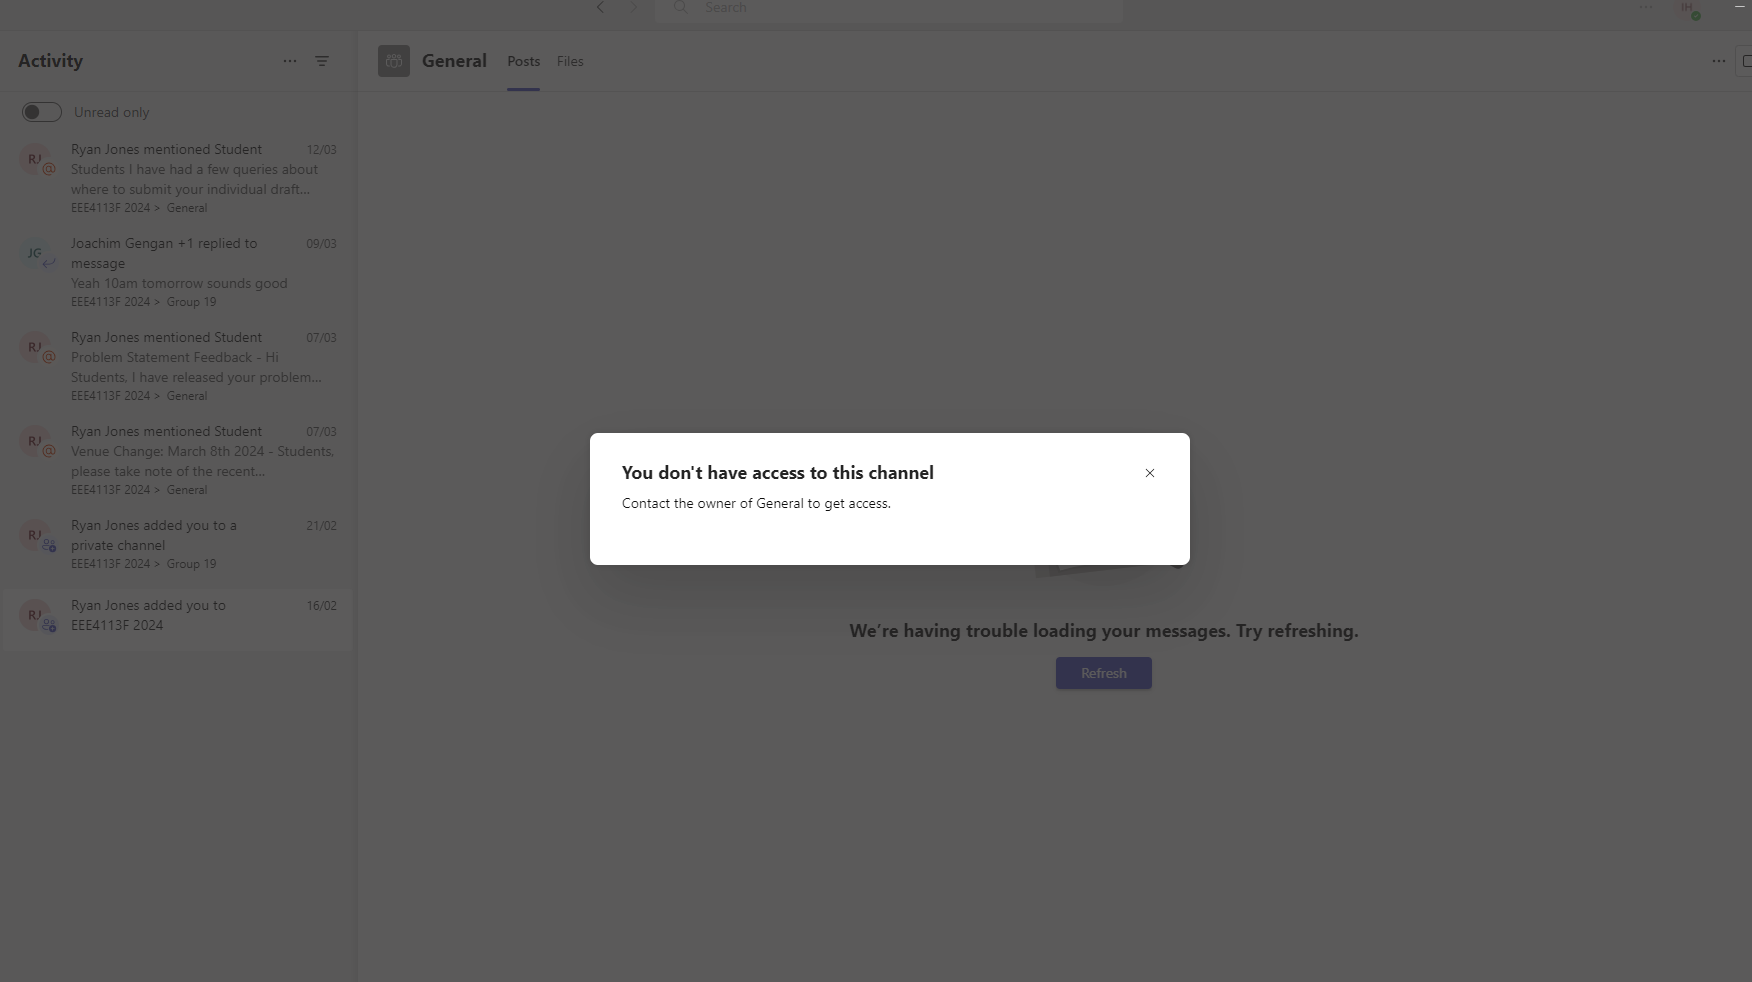 Search
IH
Activity
General
Posts
Files
Unread only
RJ
Ryan Jones mentioned Student
12/03
Students I have had a few queries about
where to submit your individual draft...
EEE4113F 2024 > General
JG
Joachim Gengan +1 replied to
09/03
message
Yeah 10am tomorrow sounds good
EEE4113F 2024 > Group 19
RJ
Ryan Jones mentioned Student
07/03
Problem Statement Feedback - Hi
Students, I have released your problem...
EEE4113F 2024 > General
RJ
Ryan Jones mentioned Student
07/03
Venue Change: March 8th 2024 - Students,
please take note of the recent...
EEE4113F 2024 > General
RJ
Ryan Jones added you to a
21/02
private channel
EEE4113F 2024 > Group 19
RJ
Ryan Jones added you to
16/02
EEE4113F 2024
You don't have access to this channel
Contact the owner of General to get access.
We're having trouble loading your messages. Try refreshing.
Refresh